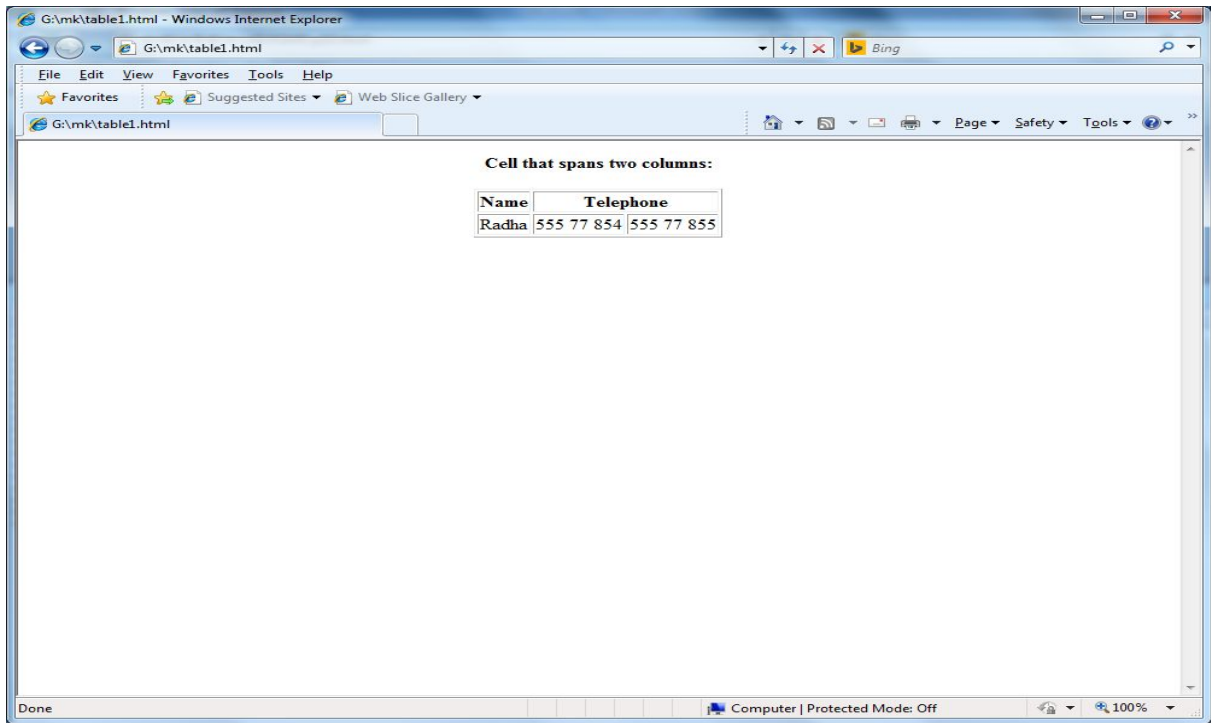 G:\mk\table1.html - Windows Internet Explorer
G:\mk\table1.html Bing
File Edit View Favorites Tools Help
Favorites Suggested Sites Web Slice Gallery
G:\mk\table1.html Page Safety Tools
Cell that spans two columns:
Name Telephone
Radha 555 77 854 555 77 855
Done Computer | Protected Mode: Off 100%